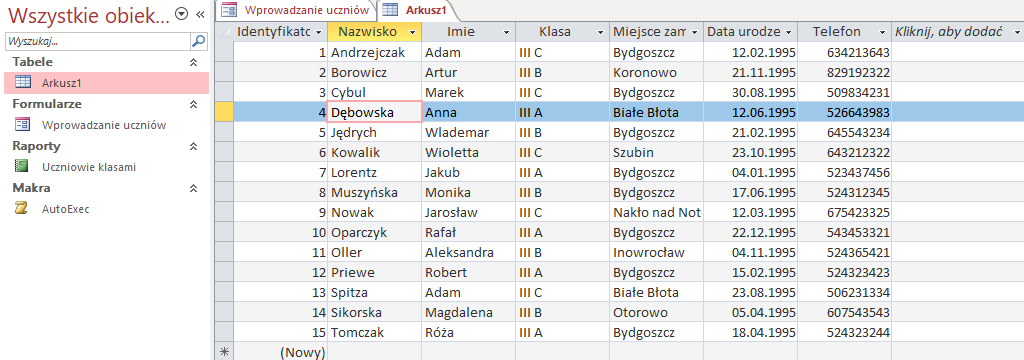 Wszystkie obiek...
Wyszukaj...
Tabele
Arkusz1
Formularze
Wprowadzanie uczniów
Raporty
Uczniowie klasami
Makra
AutoExec
Wprowadzanie uczniów Arkusz1
Identyfikato Nazwisko Imie Klasa Miejsce zam Data urodze Telefon Kliknij, aby dodać
1 Andrzejczak Adam III C Bydgoszcz 12.02.1995 634213643
2 Borowicz Artur III B Koronowo 21.11.1995 829192322
3 Cybul Marek III C Bydgoszcz 30.08.1995 509834231
4 Dębowska Anna III A Białe Błota 12.06.1995 526643983
5 Jędrych Wlademar III B Bydgoszcz 21.02.1995 645543234
6 Kowalik Wioletta III C Szubin 23.10.1995 643212322
7 Lorentz Jakub III A Bydgoszcz 04.01.1995 523437456
8 Muszyńska Monika III B Bydgoszcz 17.06.1995 524312345
9 Nowak Jarosław III C Nakło nad Not 12.03.1995 675423325
10 Oparczyk Rafał III A Bydgoszcz 22.12.1995 543453321
11 Oller Aleksandra III B Inowrocław 04.11.1995 524365421
12 Priewe Robert III A Bydgoszcz 15.02.1995 524323423
13 Spitza Adam III C Białe Błota 23.08.1995 506231334
14 Sikorska Magdalena III B Otorowo 05.04.1995 607543543
15 Tomczak Róża III A Bydgoszcz 18.04.1995 524323244
(Nowy)